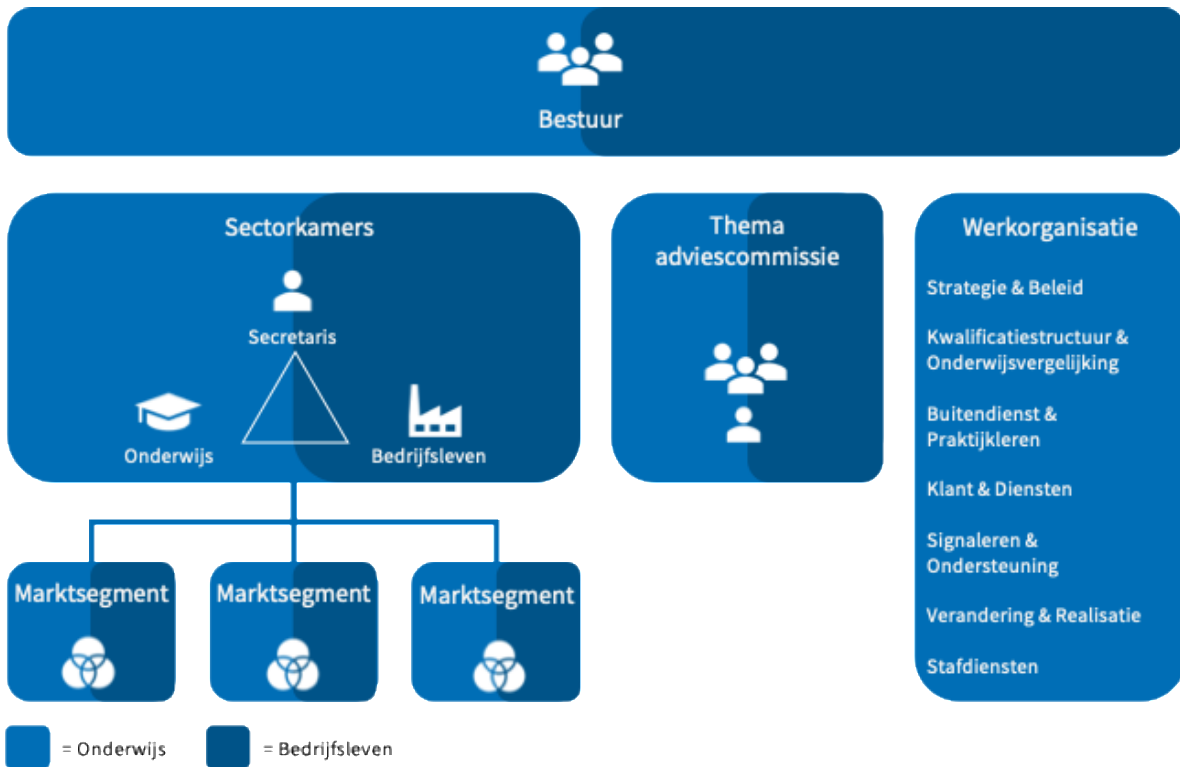 Bestuur
Sectorkamers
Secretaris
Onderwijs
Bedrijfsleven
Thema
adviescommissie
Werkorganisatie
Strategie & Beleid
Kwalificatiestructuur &
Onderwijsvergelijking
Buitendienst &
Praktijkleren
Klant & Diensten
Signaleren &
Ondersteuning
Verandering & Realisatie
Stafdiensten
Marktsegment
Marktsegment
Marktsegment
= Onderwijs
= Bedrijfsleven